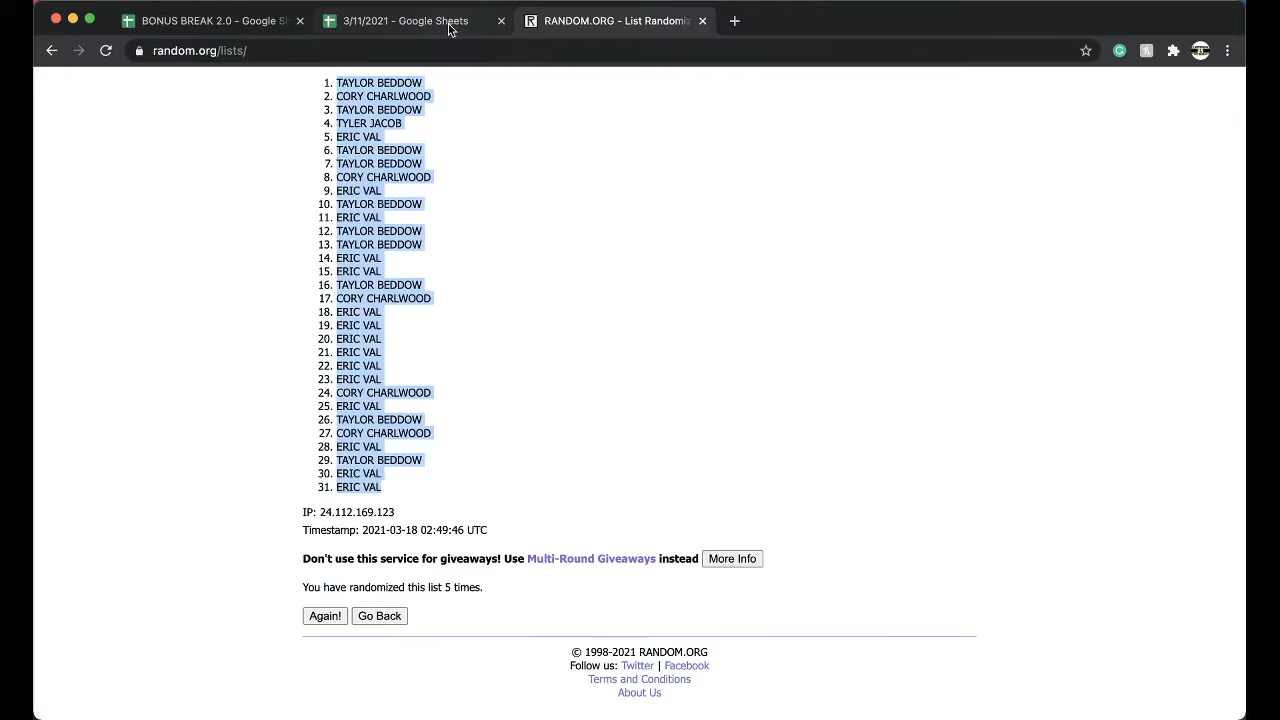 BONUS BREAK 2.0 - Google S
3/11/2021 - Google Sheets
RANDOM.ORG - List Randomiz
random.org/lists/
1. TAYLOR BEDDOW
2. CORY CHARLWOOD
3. TAYLOR BEDDOW
4. TYLER JACOB
5. ERIC VAL
6. TAYLOR BEDDOW
7. TAYLOR BEDDOW
8. CORY CHARLWOOD
9. ERIC VAL
10. TAYLOR BEDDOW
11. ERIC VAL
12. TAYLOR BEDDOW
13. TAYLOR BEDDOW
14. ERIC VAL
15. ERIC VAL
16. TAYLOR BEDDOW
17. CORY CHARLWOOD
18. ERIC VAL
19. ERIC VAL
20. ERIC VAL
21. ERIC VAL
22. ERIC VAL
23. ERIC VAL
24. CORY CHARLWOOD
25. ERIC VAL
26. TAYLOR BEDDOW
27. CORY CHARLWOOD
28. ERIC VAL
29. TAYLOR BEDDOW
30. ERIC VAL
31. ERIC VAL
IP: 24.112.169.123
Timestamp: 2021-03-18 02:49:46 UTC
Don't use this service for giveaways! Use Multi-Round Giveaways instead More Info
You have randomized this list 5 times.
Again! Go Back
© 1998-2021 RANDOM.ORG
Follow us: Twitter | Facebook
Terms and Conditions
About Us